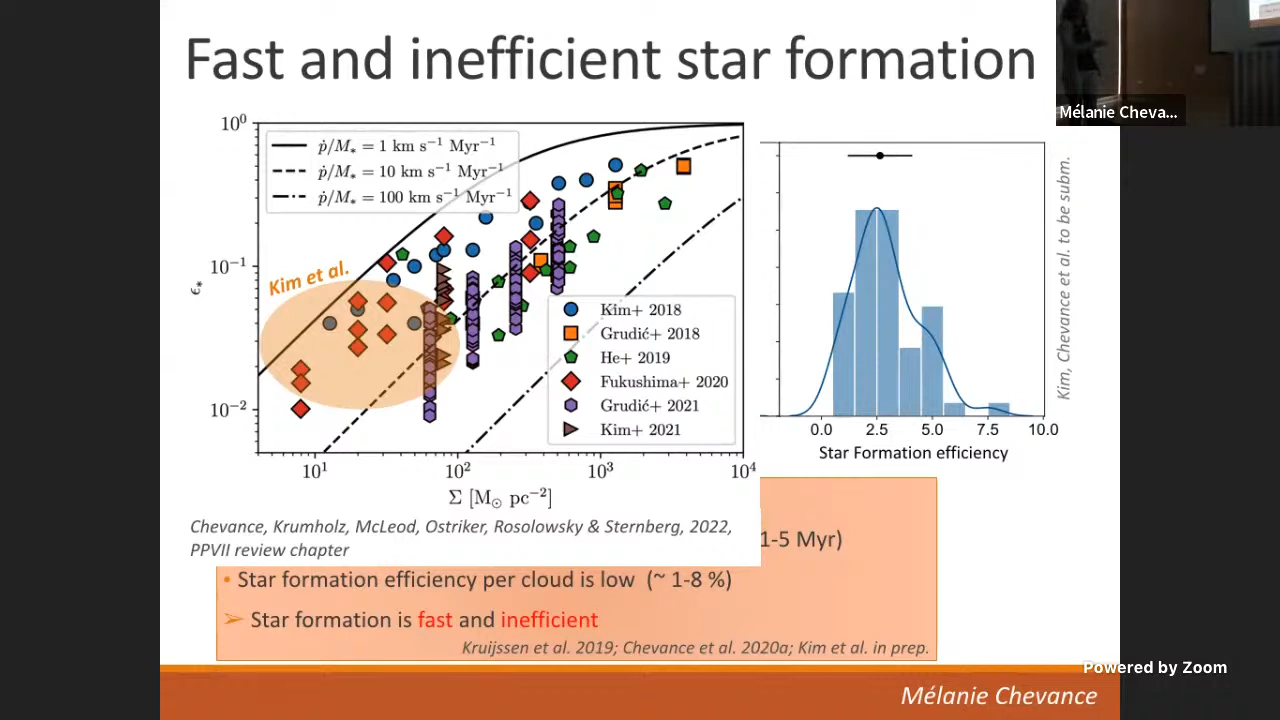 Fast and inefficient star formation
Mélanie Cheva...
10⁰
10⁻¹
10⁻²
ϵ*
ṗ/M* = 1 km s⁻¹ Myr⁻¹
ṗ/M* = 10 km s⁻¹ Myr⁻¹
ṗ/M* = 100 km s⁻¹ Myr⁻¹
Kim et al.
Kim+ 2018
Grudić+ 2018
He+ 2019
Fukushima+ 2020
Grudić+ 2021
Kim+ 2021
10¹ 10² 10³ 10⁴
Σ [M⊙ pc⁻²]
Kim, Chevance et al. to be subm.
0.0 2.5 5.0 7.5 10.0
Star Formation efficiency
Chevance, Krumholz, McLeod, Ostriker, Rosolowsky & Sternberg, 2022,
PPVII review chapter
1-5 Myr)
• Star formation efficiency per cloud is low (~ 1-8 %)
➢ Star formation is fast and inefficient
Kruijssen et al. 2019; Chevance et al. 2020a; Kim et al. in prep.
Powered by Zoom
Mélanie Chevance